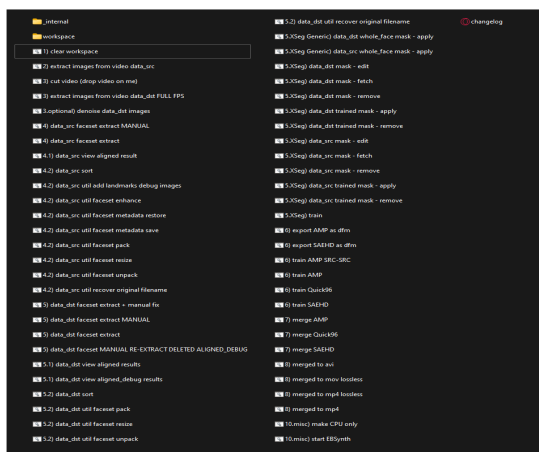 _internal
workspace
1) clear workspace
2) extract images from video data_src
3) cut video (drop video on me)
3) extract images from video data_dst FULL FPS
3.optional) denoise data_dst images
4) data_src faceset extract MANUAL
4) data_src faceset extract
4.1) data_src view aligned result
4.2) data_src sort
4.2) data_src util add landmarks debug images
4.2) data_src util faceset enhance
4.2) data_src util faceset metadata restore
4.2) data_src util faceset metadata save
4.2) data_src util faceset pack
4.2) data_src util faceset resize
4.2) data_src util faceset unpack
4.2) data_src util recover original filename
5) data_dst faceset extract + manual fix
5) data_dst faceset extract MANUAL
5) data_dst faceset extract
5) data_dst faceset MANUAL RE-EXTRACT DELETED ALIGNED_DEBUG
5.1) data_dst view aligned results
5.1) data_dst view aligned_debug results
5.2) data_dst sort
5.2) data_dst util faceset pack
5.2) data_dst util faceset resize
5.2) data_dst util faceset unpack
5.2) data_dst util recover original filename
5.XSeg Generic) data_dst whole_face mask - apply
5.XSeg Generic) data_src whole_face mask - apply
5.XSeg) data_dst mask - edit
5.XSeg) data_dst mask - fetch
5.XSeg) data_dst mask - remove
5.XSeg) data_dst trained mask - apply
5.XSeg) data_dst trained mask - remove
5.XSeg) data_src mask - edit
5.XSeg) data_src mask - fetch
5.XSeg) data_src mask - remove
5.XSeg) data_src trained mask - apply
5.XSeg) data_src trained mask - remove
5.XSeg) train
6) export AMP as dfm
6) export SAEHD as dfm
6) train AMP SRC-SRC
6) train AMP
6) train Quick96
6) train SAEHD
7) merge AMP
7) merge Quick96
7) merge SAEHD
8) merged to avi
8) merged to mov lossless
8) merged to mp4 lossless
8) merged to mp4
10.misc) make CPU only
10.misc) start EBSynth
changelog